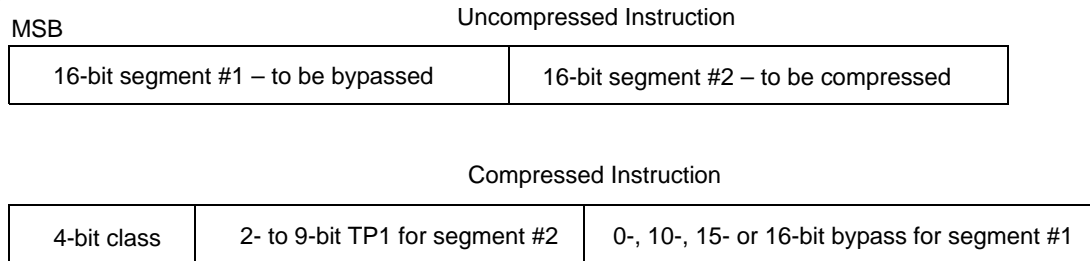 Uncompressed Instruction
MSB
16-bit segment #1 – to be bypassed
16-bit segment #2 – to be compressed
Compressed Instruction
4-bit class
2- to 9-bit TP1 for segment #2
0-, 10-, 15- or 16-bit bypass for segment #1